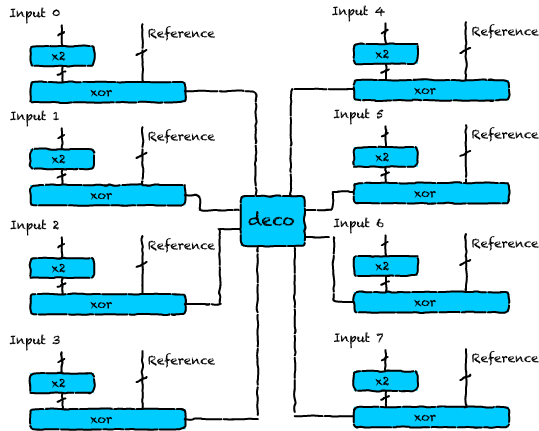 Input 0
Reference
x2
xor
Input 1
Reference
x2
xor
Input 2
Reference
x2
xor
Input 3
Reference
x2
xor
deco
Input 4
Reference
x2
xor
Input 5
Reference
x2
xor
Input 6
Reference
x2
xor
Input 7
Reference
x2
xor